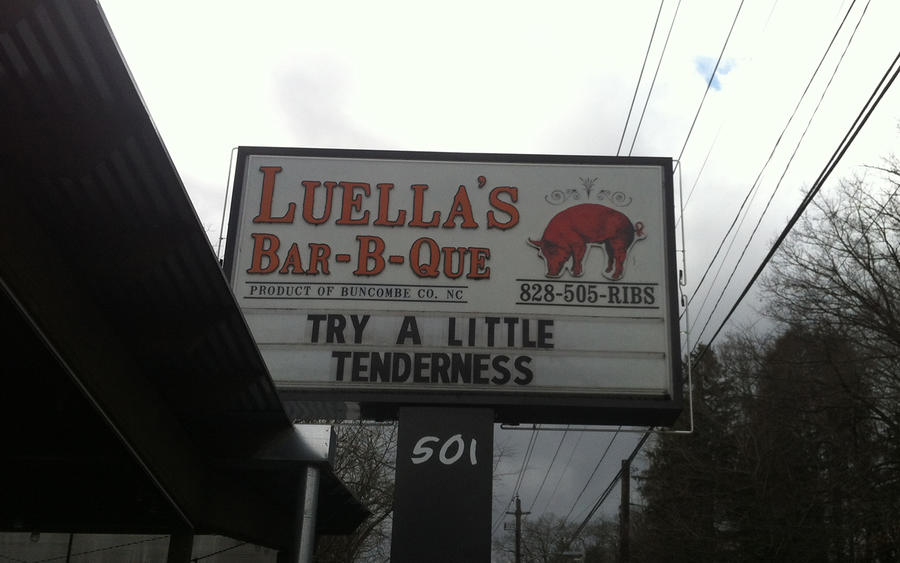 LUELLA'S
BAR-B-QUE
PRODUCT OF BUNCOMBE CO. NC
828-505-RIBS
TRY A LITTLE
TENDERNESS
501